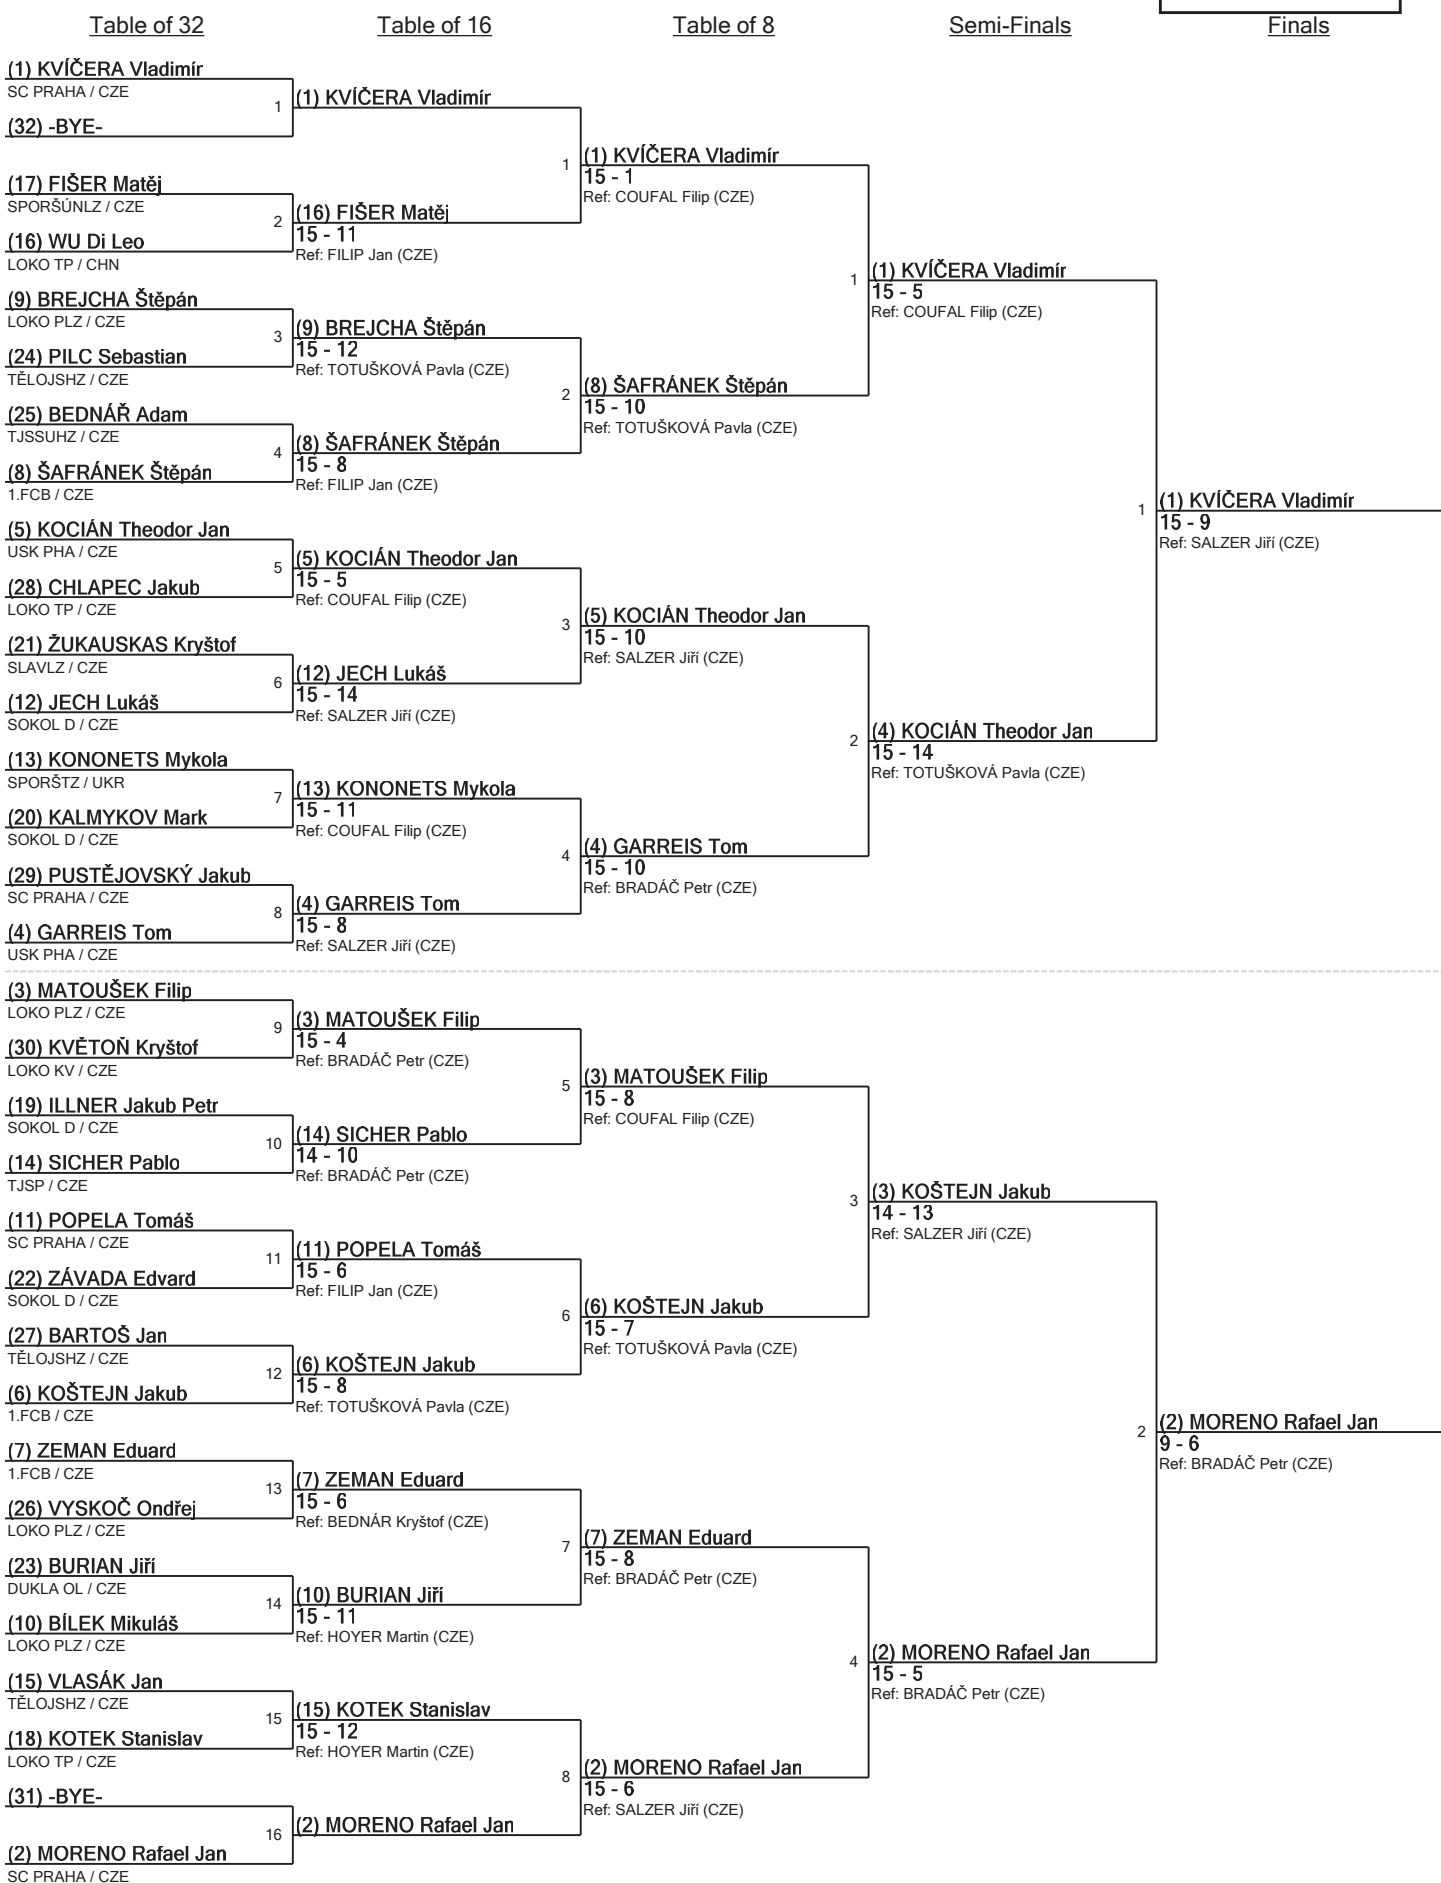 Table of 32
Table of 16
Table of 8
Semi-Finals
Finals
(1) KVÍČERA Vladimír
SC PRAHA / CZE
(32) -BYE-
(17) FIŠER Matěj
SPORŠÚNLZ / CZE
(16) WU Di Leo
LOKO TP / CHN
(9) BREJCHA Štěpán
LOKO PLZ / CZE
(24) PILC Sebastian
TĚLOJSHZ / CZE
(25) BEDNÁŘ Adam
TJSSUHZ / CZE
(8) ŠAFRÁNEK Štěpán
1.FCB / CZE
(5) KOCIÁN Theodor Jan
USK PHA / CZE
(28) CHLAPEC Jakub
LOKO TP / CZE
(21) ŽUKAUSKAS Kryštof
SLAVLZ / CZE
(12) JECH Lukáš
SOKOL D / CZE
(13) KONONETS Mykola
SPORŠTZ / UKR
(20) KALMYKOV Mark
SOKOL D / CZE
(29) PUSTĚJOVSKÝ Jakub
SC PRAHA / CZE
(4) GARREIS Tom
USK PHA / CZE
(3) MATOUŠEK Filip
LOKO PLZ / CZE
(30) KVĚTOŇ Kryštof
LOKO KV / CZE
(19) ILLNER Jakub Petr
SOKOL D / CZE
(14) SICHER Pablo
TJSP / CZE
(11) POPELA Tomáš
SC PRAHA / CZE
(22) ZÁVADA Edvard
SOKOL D / CZE
(27) BARTOŠ Jan
TĚLOJSHZ / CZE
(6) KOŠTEJN Jakub
1.FCB / CZE
(7) ZEMAN Eduard
1.FCB / CZE
(26) VYSKOČ Ondřej
LOKO PLZ / CZE
(23) BURIAN Jiří
DUKLA OL / CZE
(10) BÍLEK Mikuláš
LOKO PLZ / CZE
(15) VLASÁK Jan
TĚLOJSHZ / CZE
(18) KOTEK Stanislav
LOKO TP / CZE
(31) -BYE-
(2) MORENO Rafael Jan
SC PRAHA / CZE
1
(1) KVÍČERA Vladimír
2
(16) FIŠER Matěj
15 - 11
Ref: FILIP Jan (CZE)
3
(9) BREJCHA Štěpán
15 - 12
Ref: TOTUŠKOVÁ Pavla (CZE)
4
(8) ŠAFRÁNEK Štěpán
15 - 8
Ref: FILIP Jan (CZE)
5
(5) KOCIÁN Theodor Jan
15 - 5
Ref: COUFAL Filip (CZE)
6
(12) JECH Lukáš
15 - 14
Ref: SALZER Jiří (CZE)
7
(13) KONONETS Mykola
15 - 11
Ref: COUFAL Filip (CZE)
8
(4) GARREIS Tom
15 - 8
Ref: SALZER Jiří (CZE)
9
(3) MATOUŠEK Filip
15 - 4
Ref: BRADÁČ Petr (CZE)
10
(14) SICHER Pablo
14 - 10
Ref: BRADÁČ Petr (CZE)
11
(11) POPELA Tomáš
15 - 6
Ref: FILIP Jan (CZE)
12
(6) KOŠTEJN Jakub
15 - 8
Ref: TOTUŠKOVÁ Pavla (CZE)
13
(7) ZEMAN Eduard
15 - 6
Ref: BEDNÁR Kryštof (CZE)
14
(10) BURIAN Jiří
15 - 11
Ref: HOYER Martin (CZE)
15
(15) KOTEK Stanislav
15 - 12
Ref: HOYER Martin (CZE)
16
(2) MORENO Rafael Jan
1
(1) KVÍČERA Vladimír
15 - 1
Ref: COUFAL Filip (CZE)
2
(8) ŠAFRÁNEK Štěpán
15 - 10
Ref: TOTUŠKOVÁ Pavla (CZE)
3
(5) KOCIÁN Theodor Jan
15 - 10
Ref: SALZER Jiří (CZE)
4
(4) GARREIS Tom
15 - 10
Ref: BRADÁČ Petr (CZE)
5
(3) MATOUŠEK Filip
15 - 8
Ref: COUFAL Filip (CZE)
6
(6) KOŠTEJN Jakub
15 - 7
Ref: TOTUŠKOVÁ Pavla (CZE)
7
(7) ZEMAN Eduard
15 - 8
Ref: BRADÁČ Petr (CZE)
8
(2) MORENO Rafael Jan
15 - 6
Ref: SALZER Jiří (CZE)
1
(1) KVÍČERA Vladimír
15 - 5
Ref: COUFAL Filip (CZE)
2
(4) KOCIÁN Theodor Jan
15 - 14
Ref: TOTUŠKOVÁ Pavla (CZE)
3
(3) KOŠTEJN Jakub
14 - 13
Ref: SALZER Jiří (CZE)
4
(2) MORENO Rafael Jan
15 - 5
Ref: BRADÁČ Petr (CZE)
1
(1) KVÍČERA Vladimír
15 - 9
Ref: SALZER Jiří (CZE)
2
(2) MORENO Rafael Jan
9 - 6
Ref: BRADÁČ Petr (CZE)